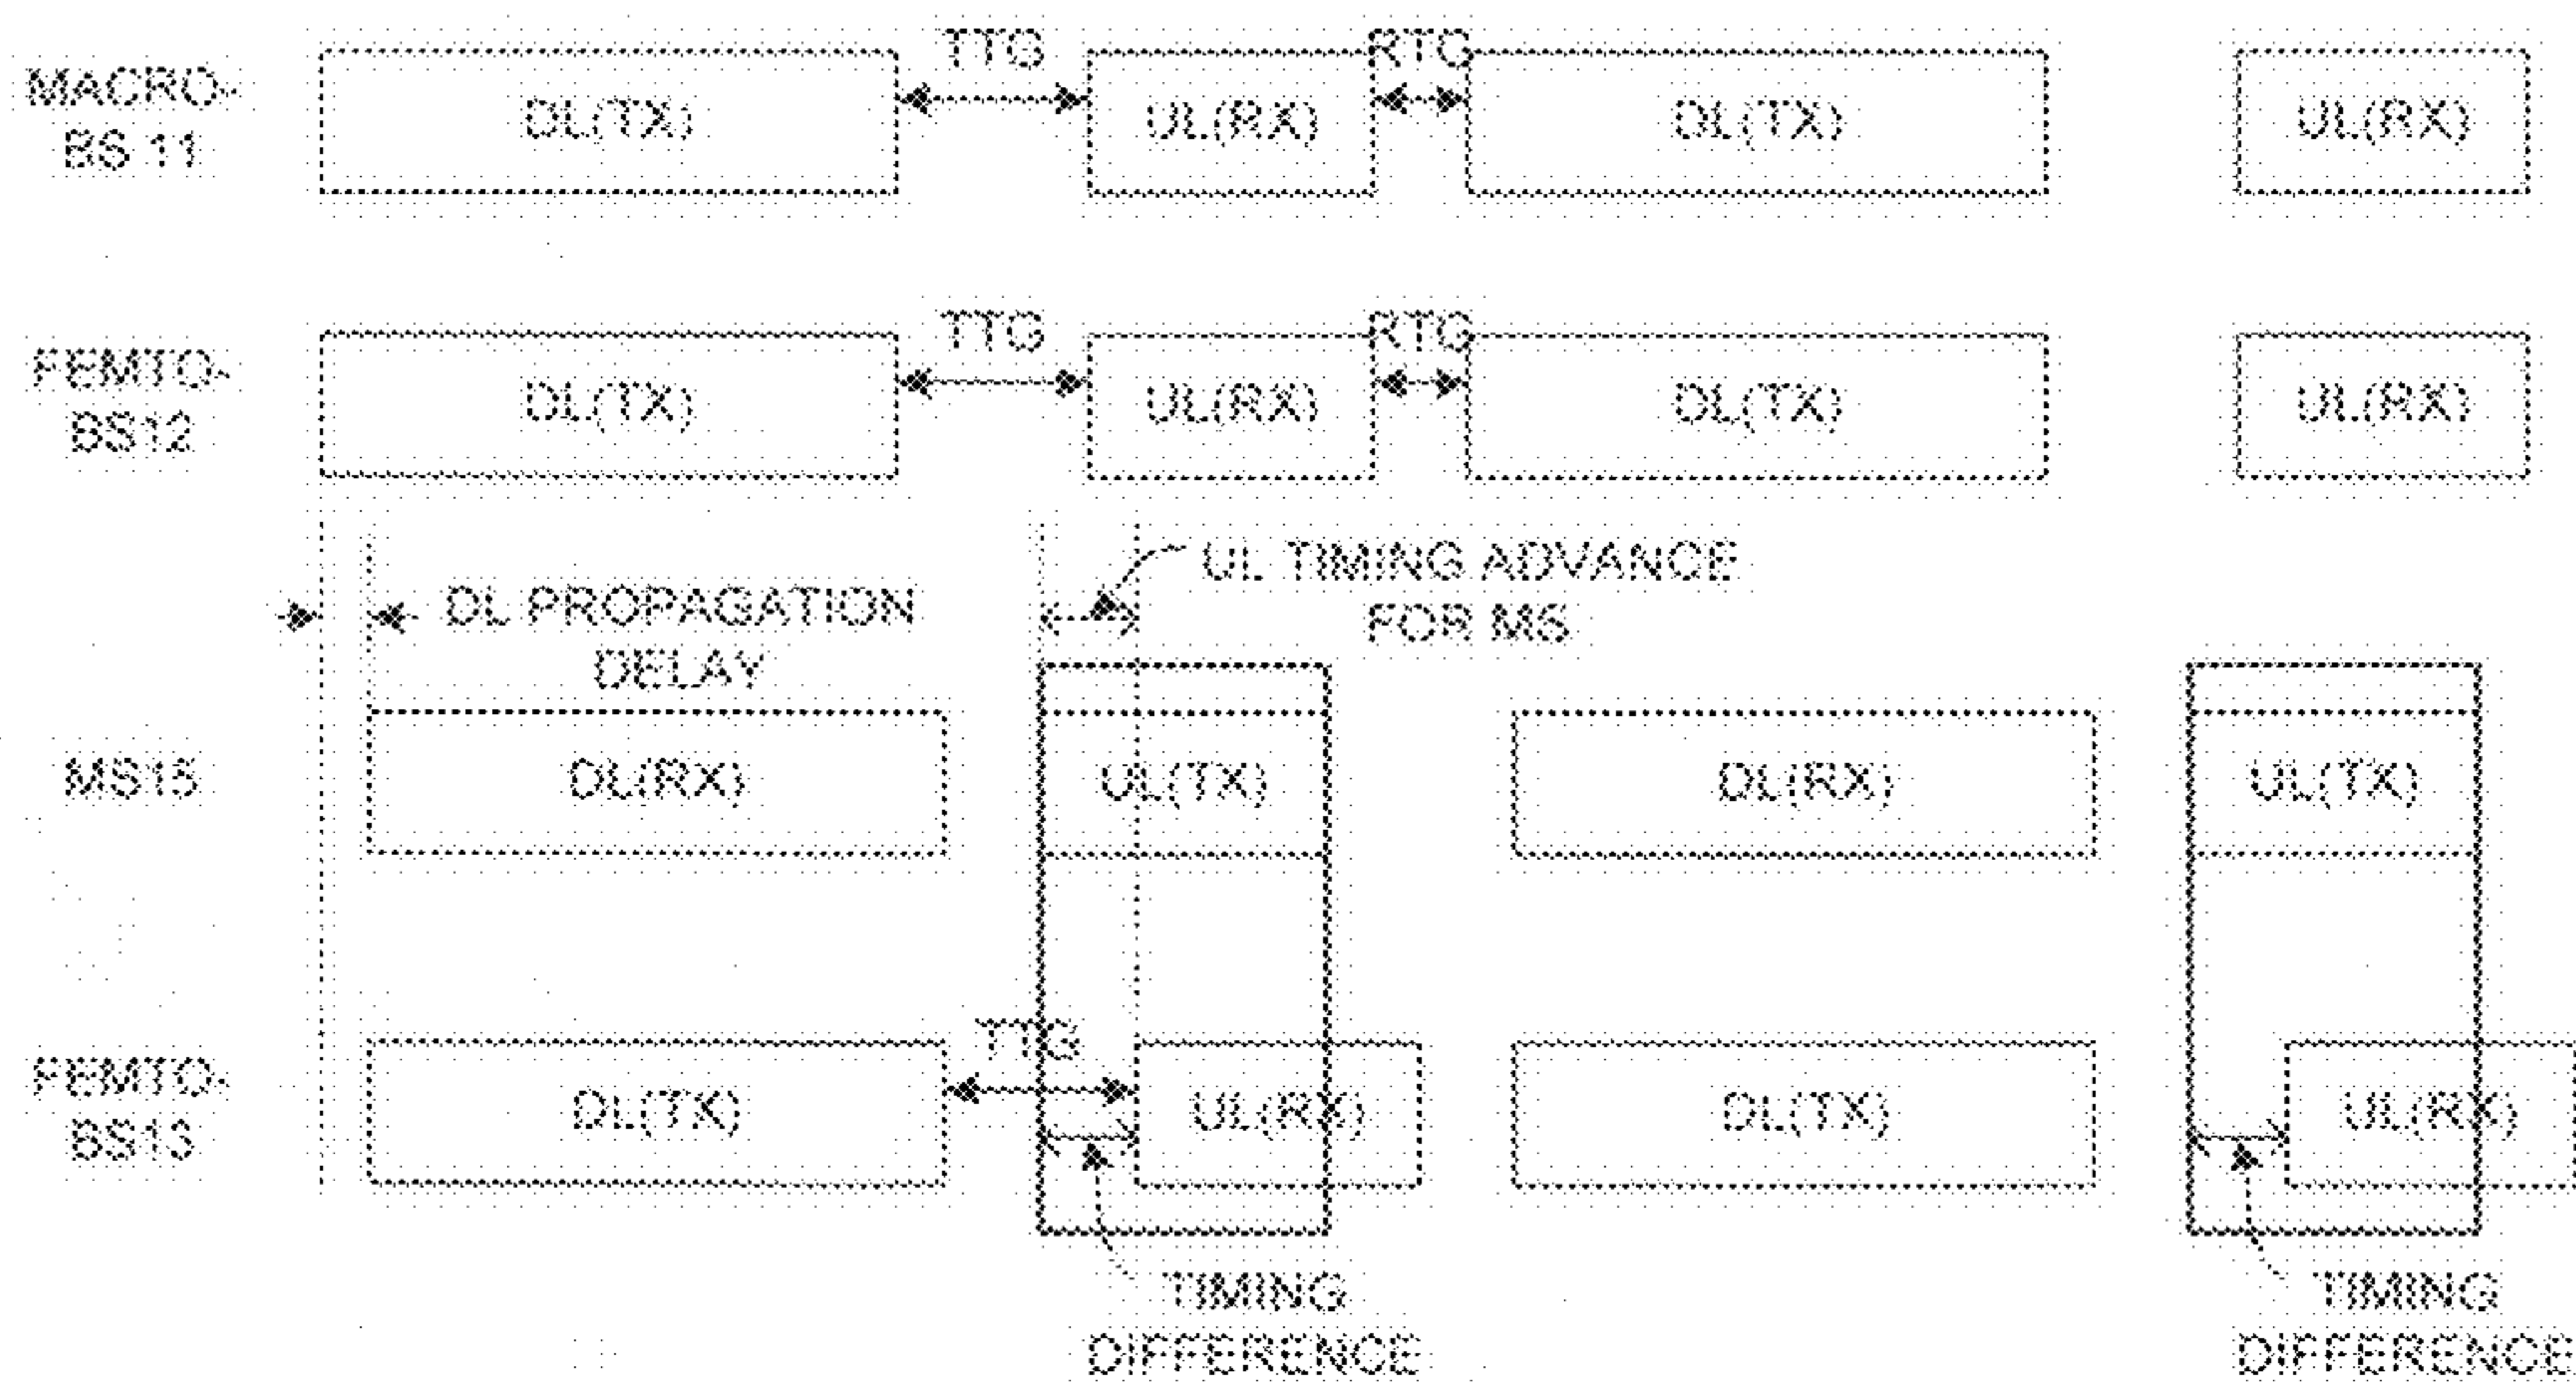 TTG
RTG
MACRO-
BS 11
DL(TX)
UL(RX)
DL(TX)
UL(RX)
TTG
RTG
FEMTO-
BS12
DL(TX)
UL(RX)
DL(TX)
UL(RX)
UL TIMING ADVANCE
FOR MS
DL PROPAGATION
DELAY
MS15
DL(RX)
UL(TX)
DL(RX)
UL(TX)
TTG
FEMTO-
BS13
DL(TX)
UL(RX)
DL(TX)
UL(RX)
TIMING
DIFFERENCE
TIMING
DIFFERENCE